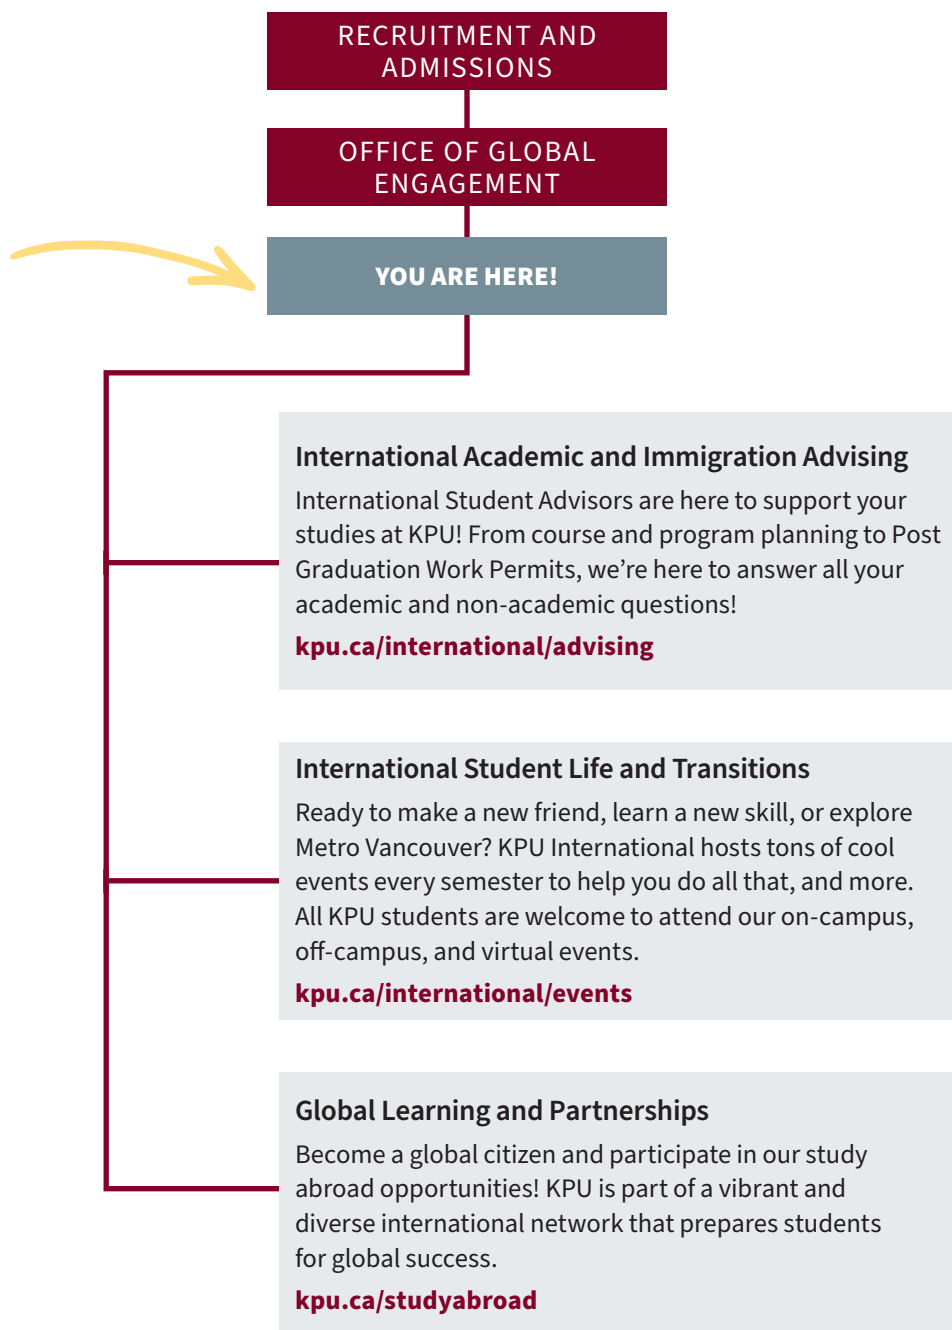 RECRUITMENT AND
ADMISSIONS
OFFICE OF GLOBAL
ENGAGEMENT
YOU ARE HERE!
International Academic and Immigration Advising
International Student Advisors are here to support your
studies at KPU! From course and program planning to Post
Graduation Work Permits, we’re here to answer all your
academic and non-academic questions!
kpu.ca/international/advising
International Student Life and Transitions
Ready to make a new friend, learn a new skill, or explore
Metro Vancouver? KPU International hosts tons of cool
events every semester to help you do all that, and more.
All KPU students are welcome to attend our on-campus,
off-campus, and virtual events.
kpu.ca/international/events
Global Learning and Partnerships
Become a global citizen and participate in our study
abroad opportunities! KPU is part of a vibrant and
diverse international network that prepares students
for global success.
kpu.ca/studyabroad